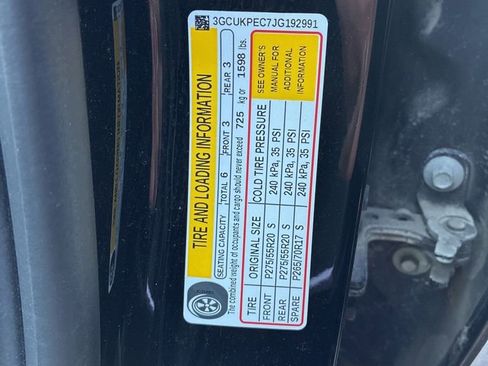 3GCUKPEC7JG192991
TIRE AND LOADING INFORMATION
SEATING CAPACITY TOTAL 6 FRONT 3 REAR 3
The combined weight of occupants and cargo should never exceed 725 kg or 1598 lbs.
TIRE ORIGINAL SIZE COLD TIRE PRESSURE SEE OWNER'S
FRONT P275/55R20 S 240 kPa, 35 PSI MANUAL FOR
REAR P275/55R20 S 240 kPa, 35 PSI ADDITIONAL
SPARE P265/70R17 S 240 kPa, 35 PSI INFORMATION